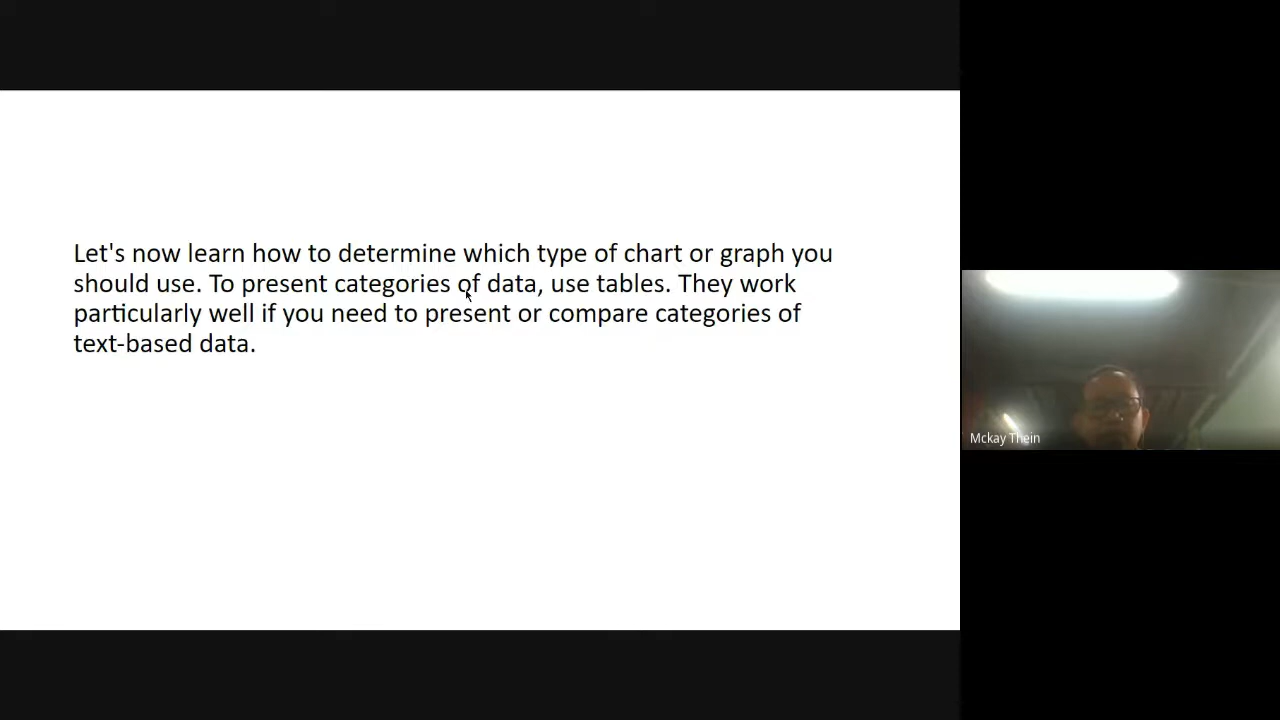 Let's now learn how to determine which type of chart or graph you
should use. To present categories of data, use tables. They work
particularly well if you need to present or compare categories of
text-based data.
Mckay Thein